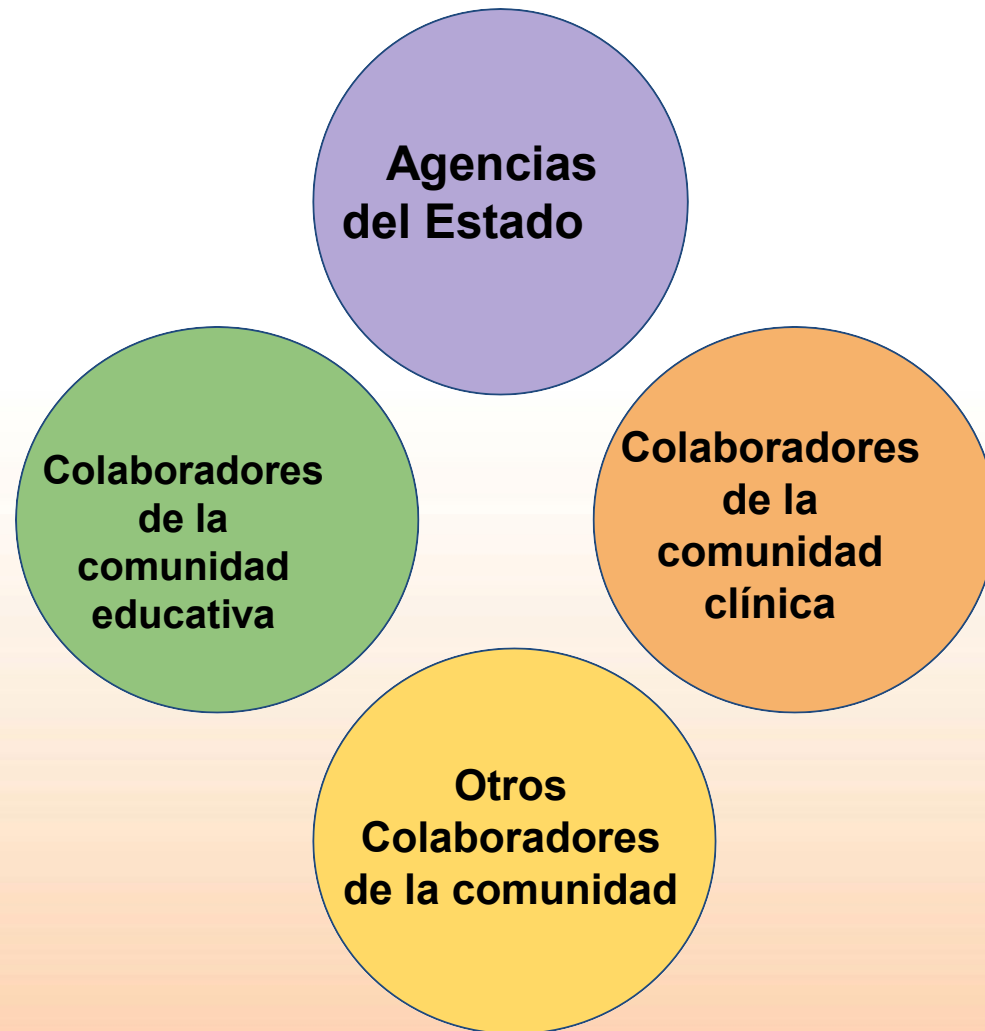 Agencias
del Estado
Colaboradores
de la
comunidad
educativa
Colaboradores
de la
comunidad
clínica
Otros
Colaboradores
de la comunidad